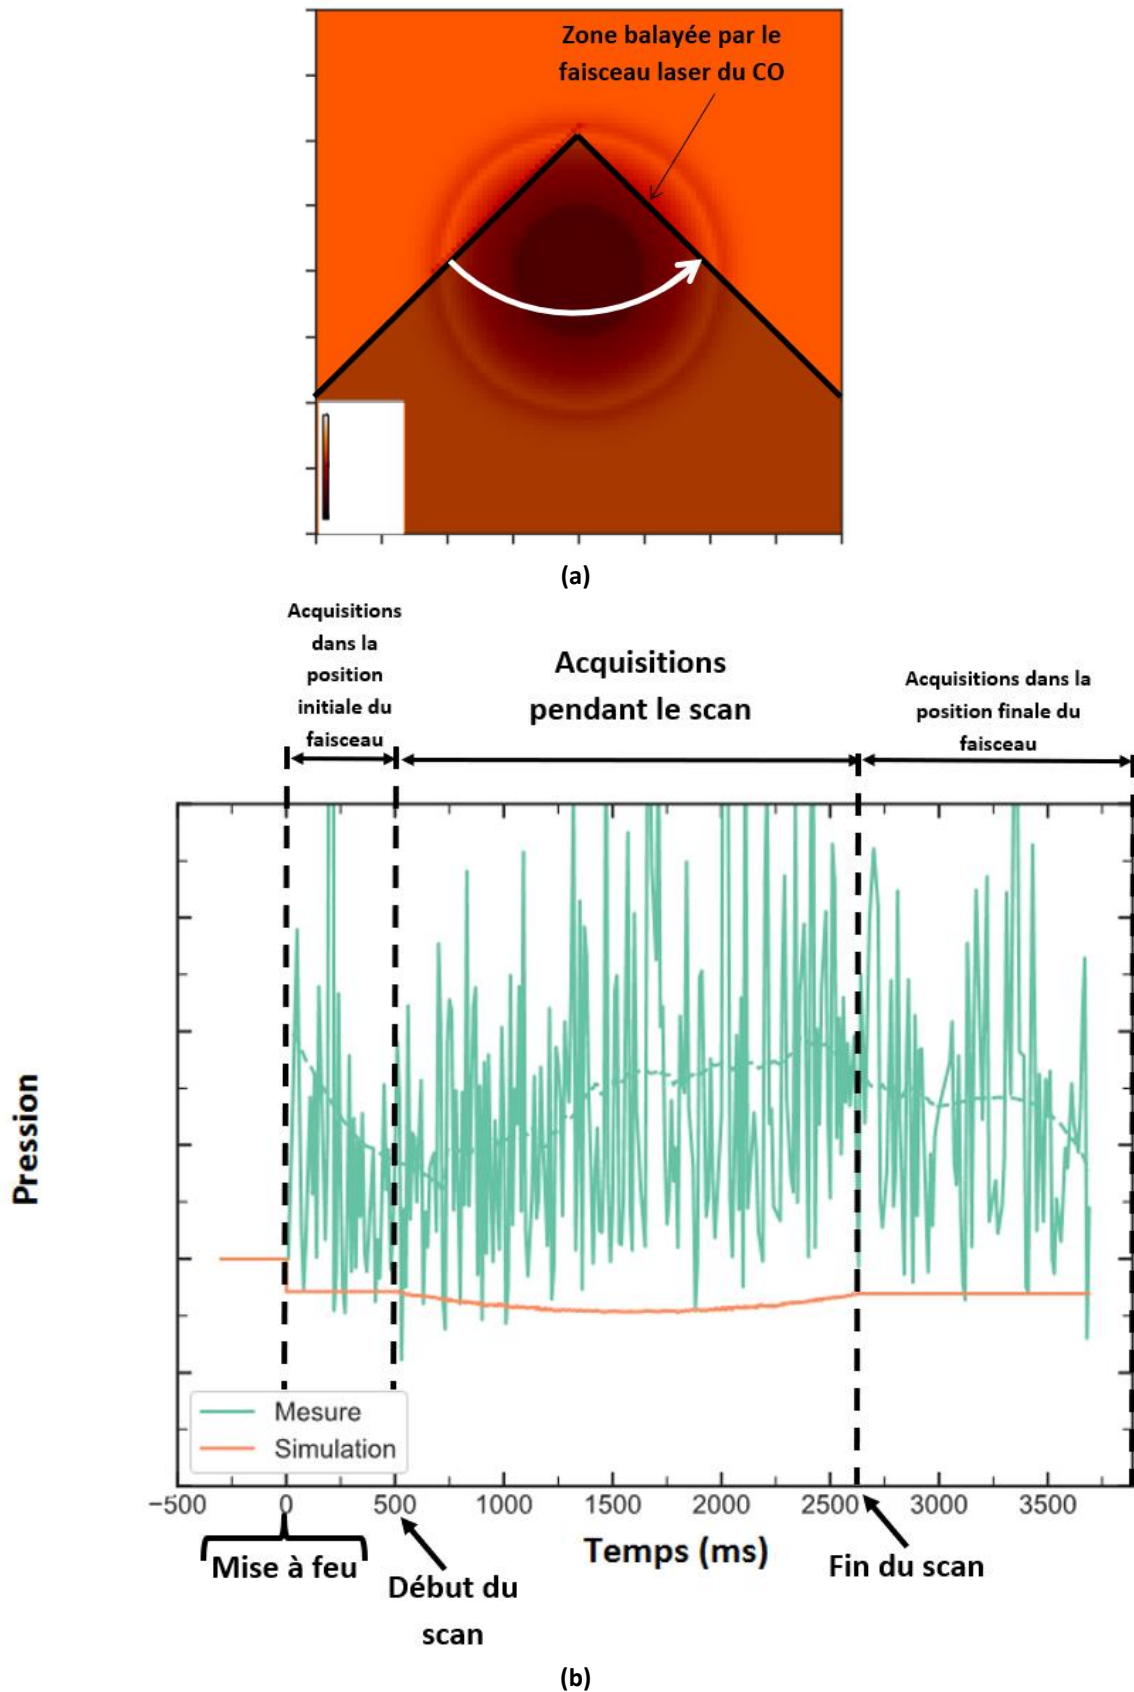 Zone balayée par le
faisceau laser du CO
(a)
Acquisitions
dans la
position
initiale du
faisceau
Acquisitions
pendant le scan
Acquisitions dans la
position finale du
faisceau
Pression
Mesure
Simulation
−500 0 500 1000 1500 2000 2500 3000 3500
Temps (ms)
Mise à feu
Début du
scan
Fin du scan
(b)